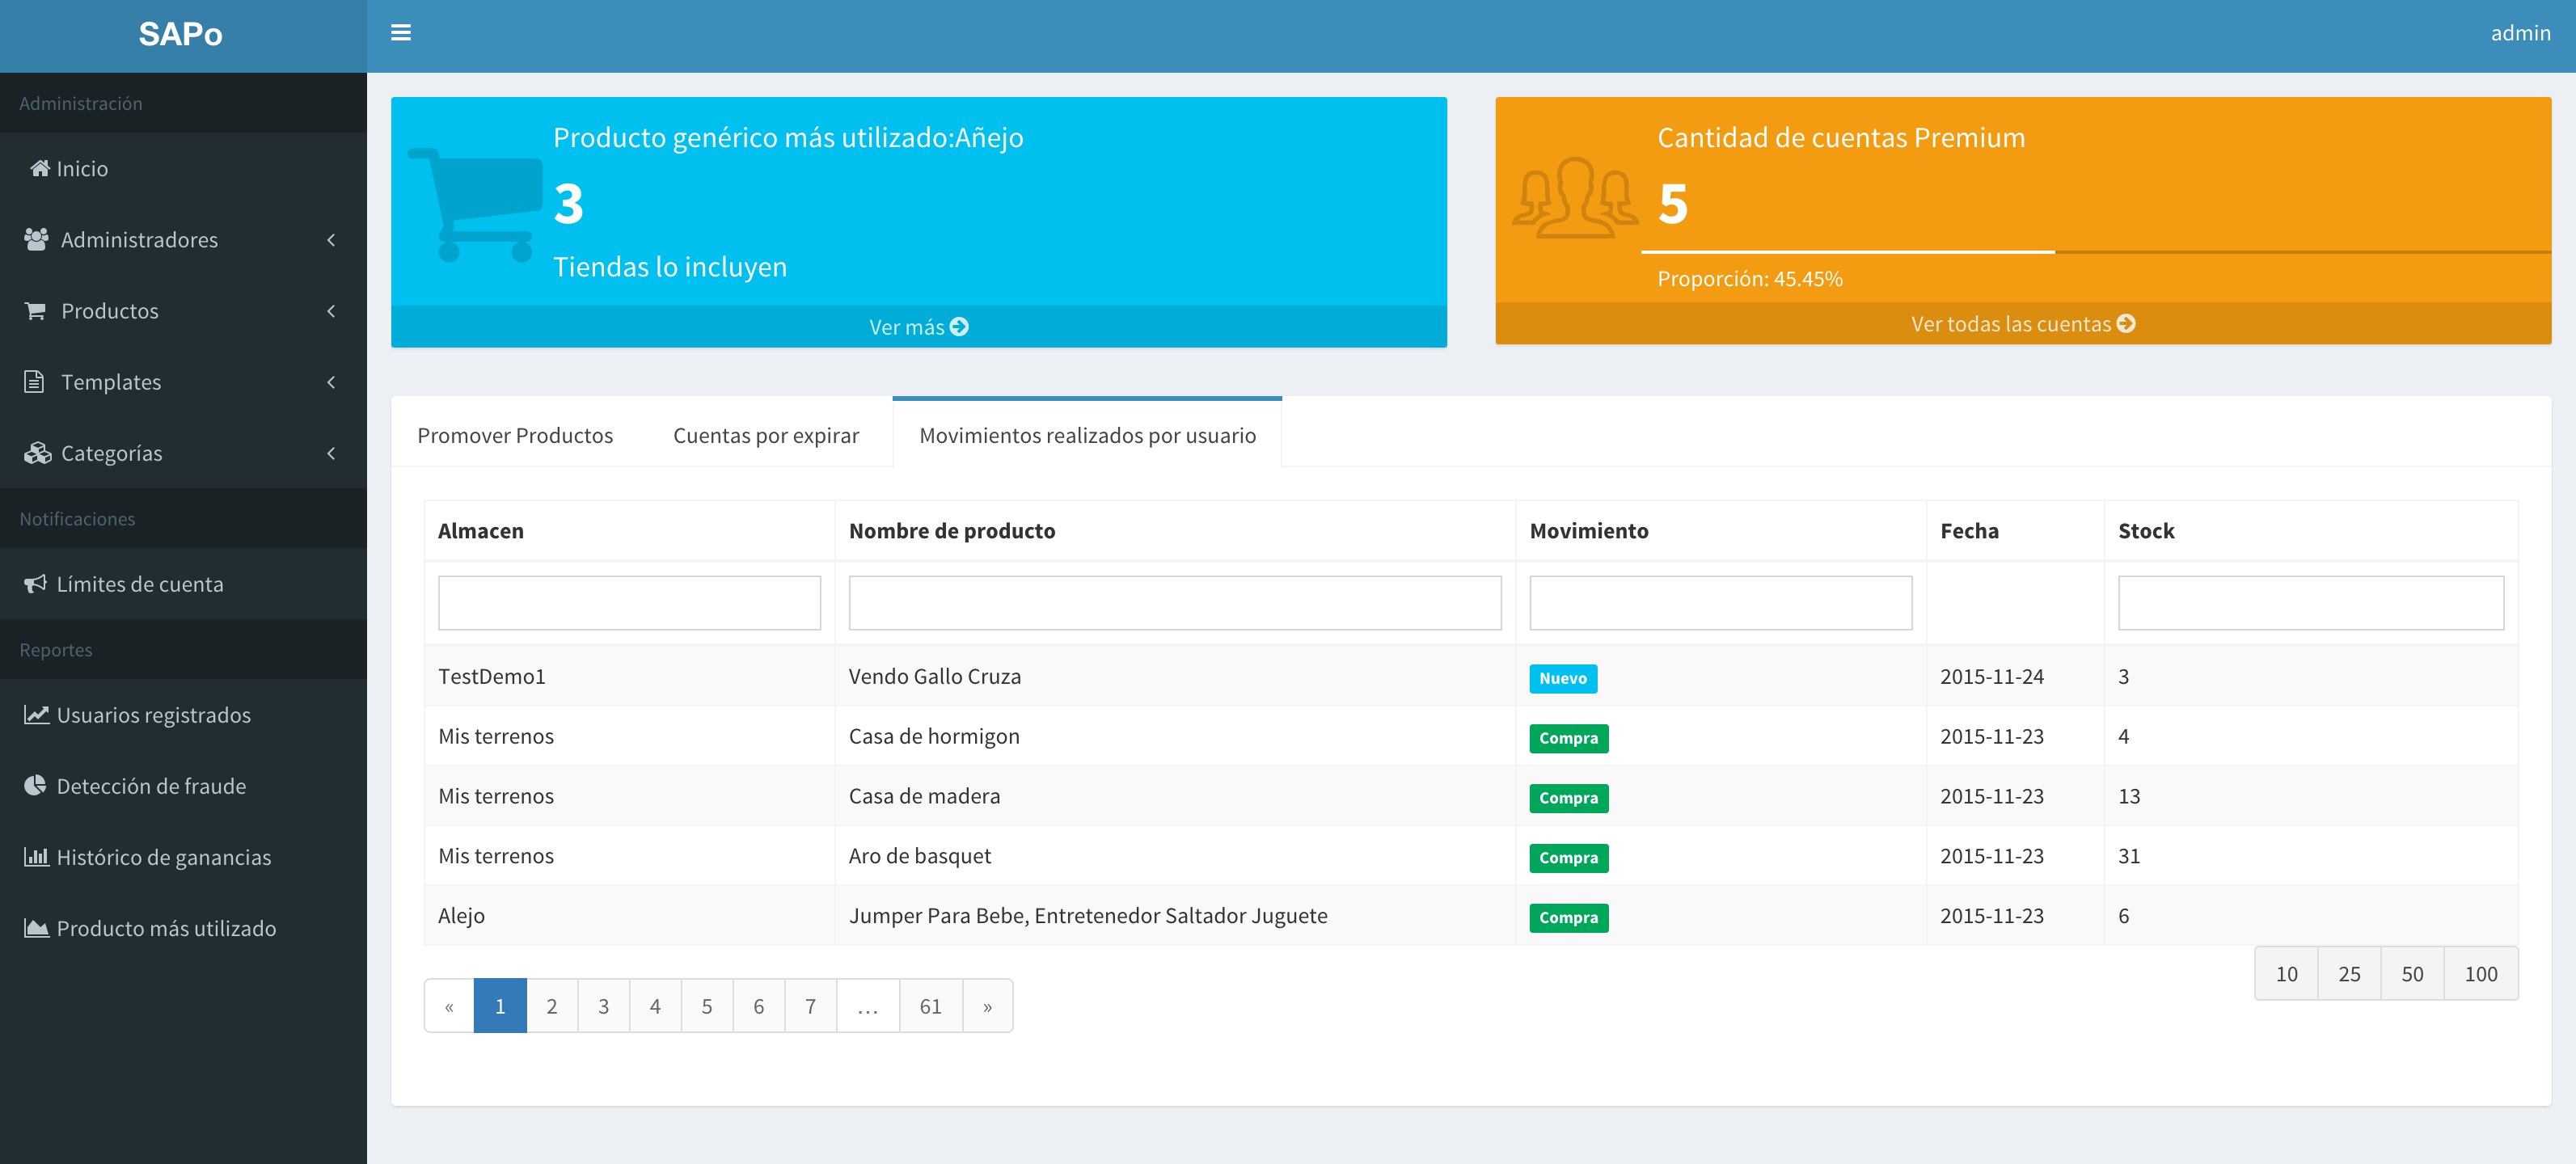 SAPo
admin
Administración
Inicio
Administradores
Productos
Templates
Categorías
Notificaciones
Límites de cuenta
Reportes
Usuarios registrados
Detección de fraude
Histórico de ganancias
Producto más utilizado
Producto genérico más utilizado:Añejo
3
Tiendas lo incluyen
Ver más
Cantidad de cuentas Premium
5
Proporción: 45.45%
Ver todas las cuentas
Promover Productos Cuentas por expirar Movimientos realizados por usuario
Almacen Nombre de producto Movimiento Fecha Stock
TestDemo1 Vendo Gallo Cruza Nuevo 2015-11-24 3
Mis terrenos Casa de hormigon Compra 2015-11-23 4
Mis terrenos Casa de madera Compra 2015-11-23 13
Mis terrenos Aro de basquet Compra 2015-11-23 31
Alejo Jumper Para Bebe, Entretenedor Saltador Juguete Compra 2015-11-23 6
10 25 50 100
« 1 2 3 4 5 6 7 ... 61 »